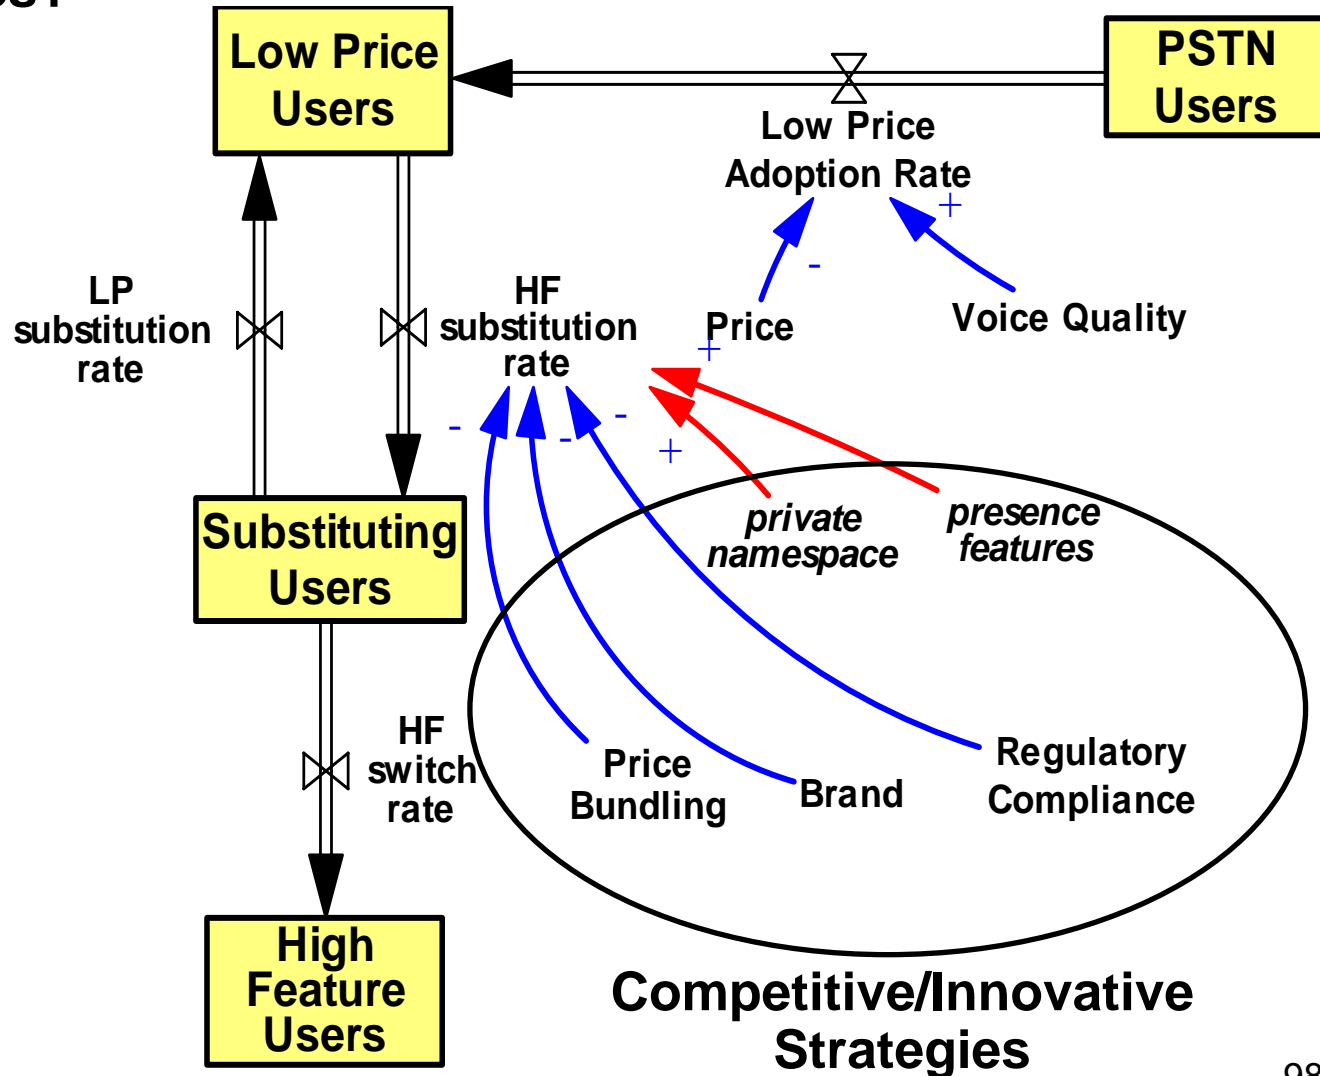 Low Price
Users
PSTN
Users
Low Price
Adoption Rate
+
-
LP
substitution
rate
HF
substitution
rate
Price
+
Voice Quality
-
-
-
+
private
namespace
presence
features
Substituting
Users
HF
switch
rate
Price
Bundling
Brand
Regulatory
Compliance
High
Feature
Users
Competitive/Innovative
Strategies
98